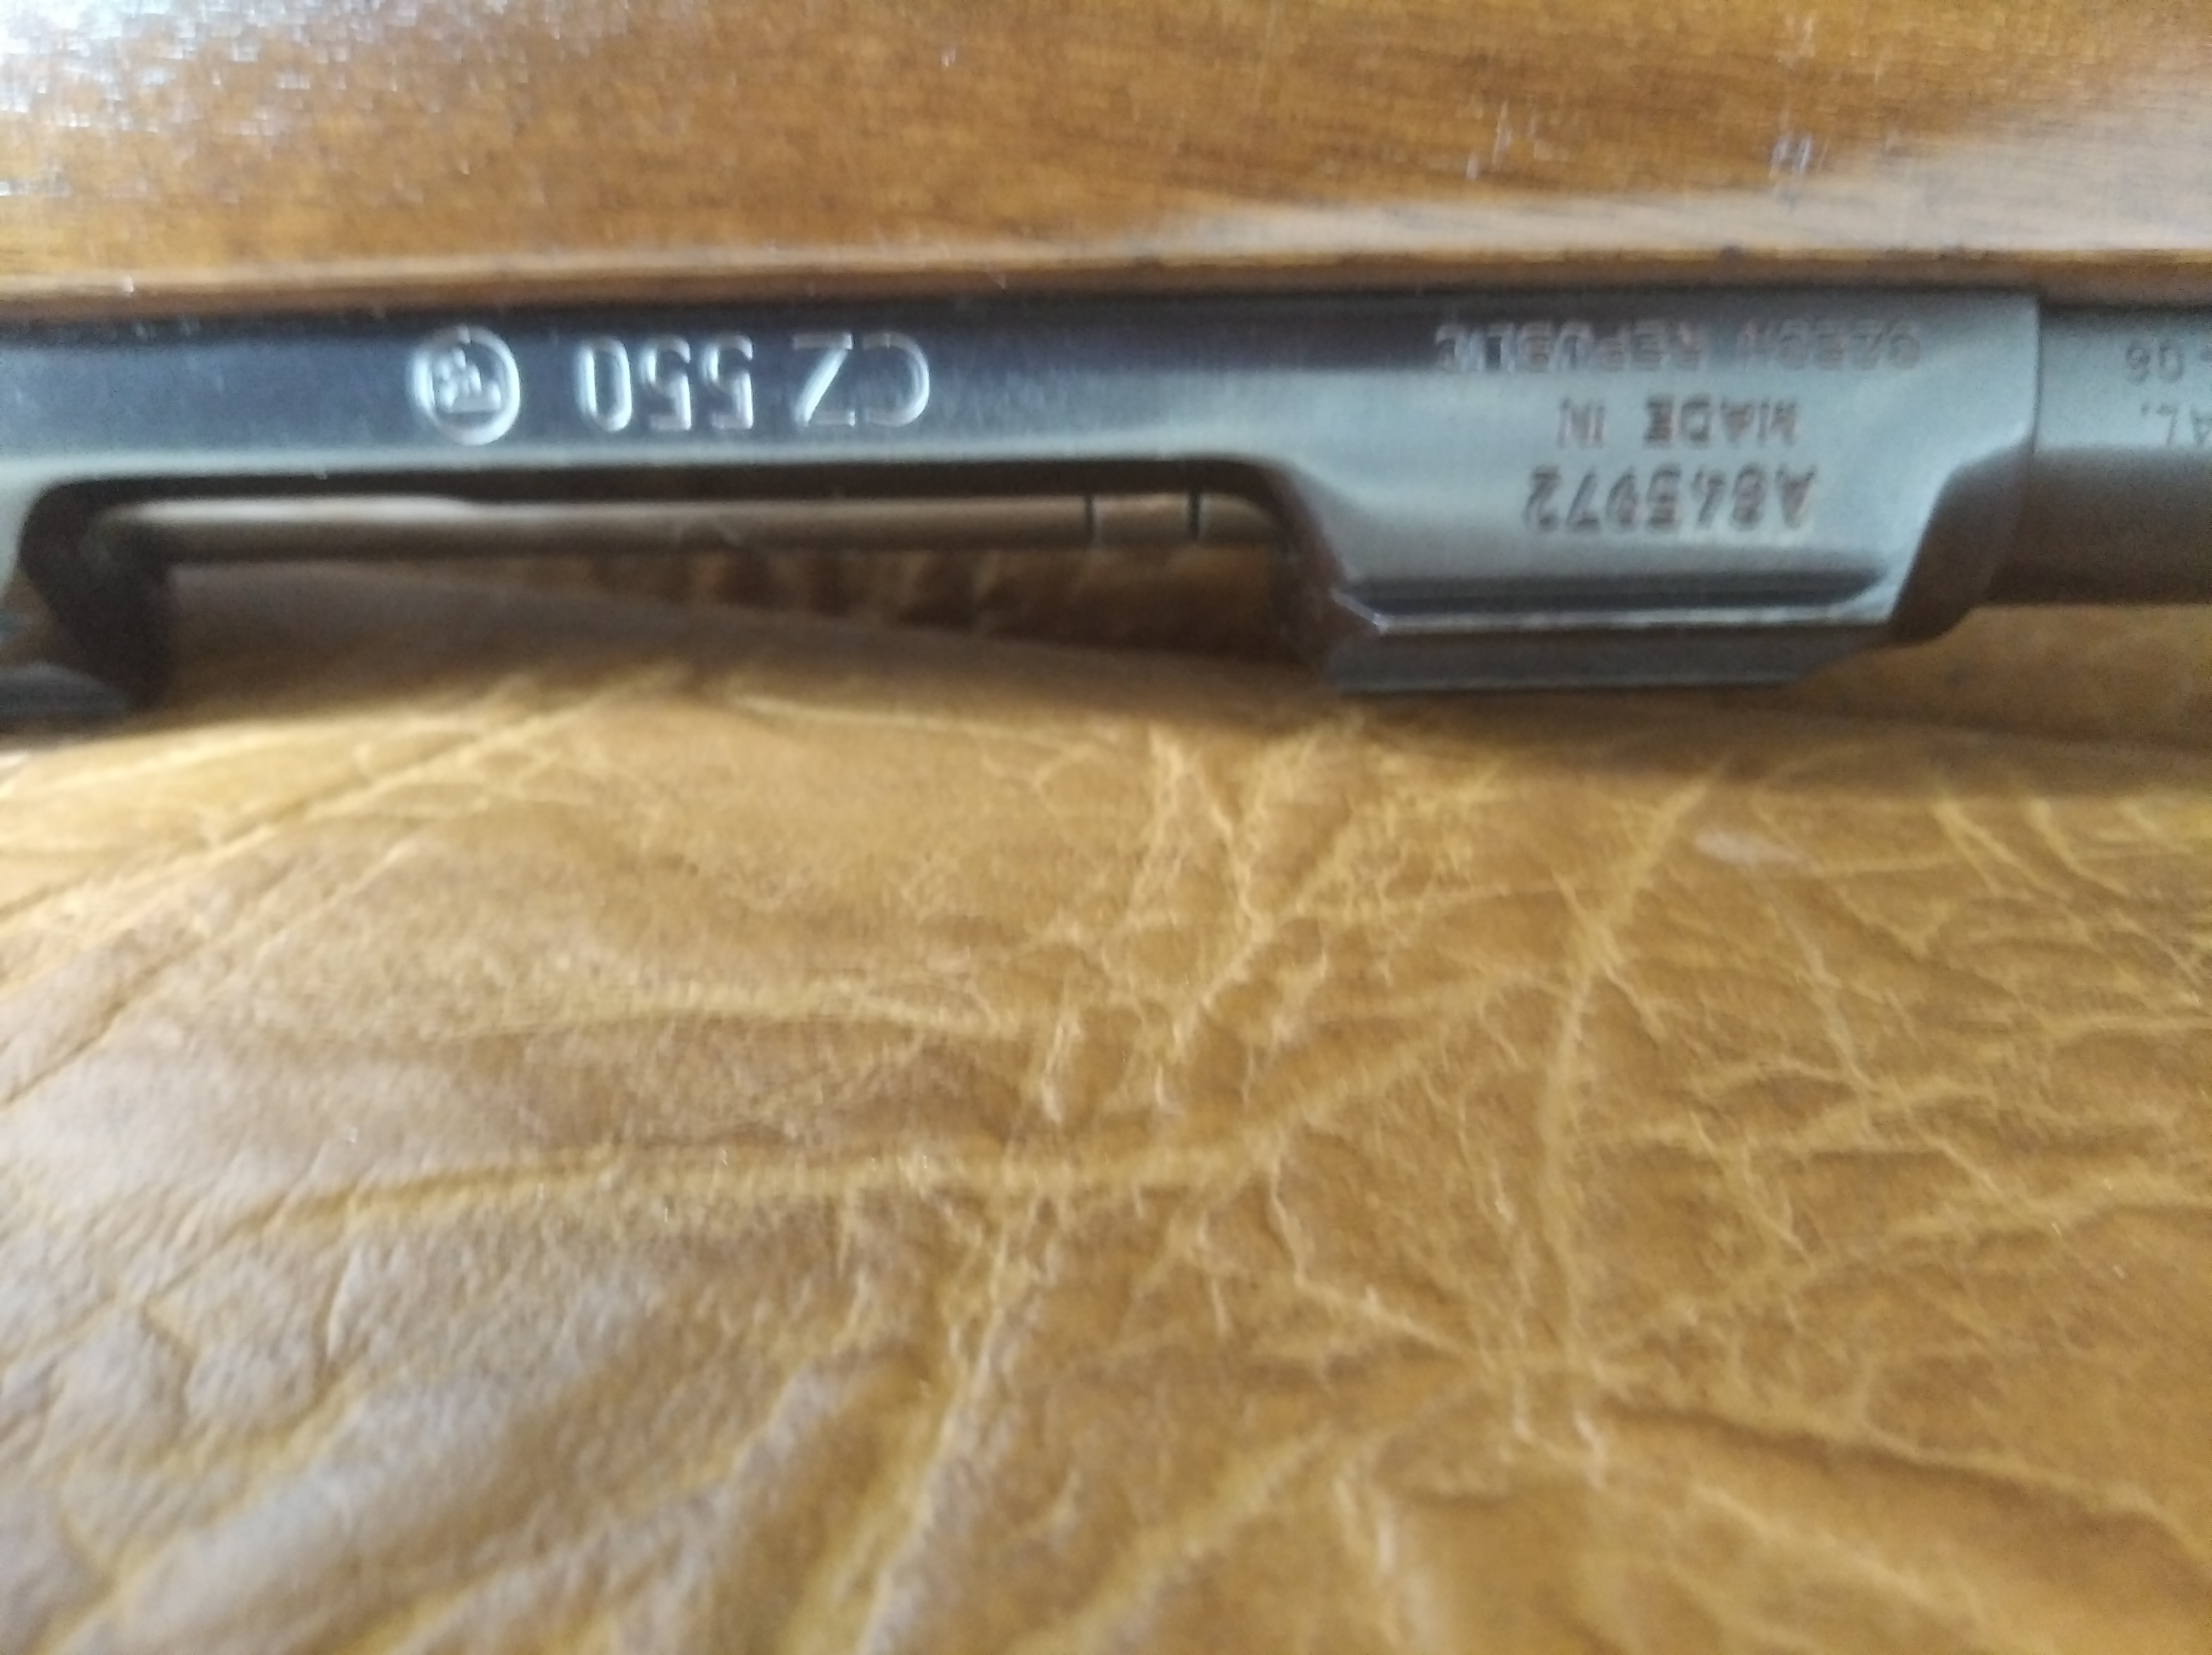 A845972
MADE IN
CZECH REPUBLIC
CZ 550